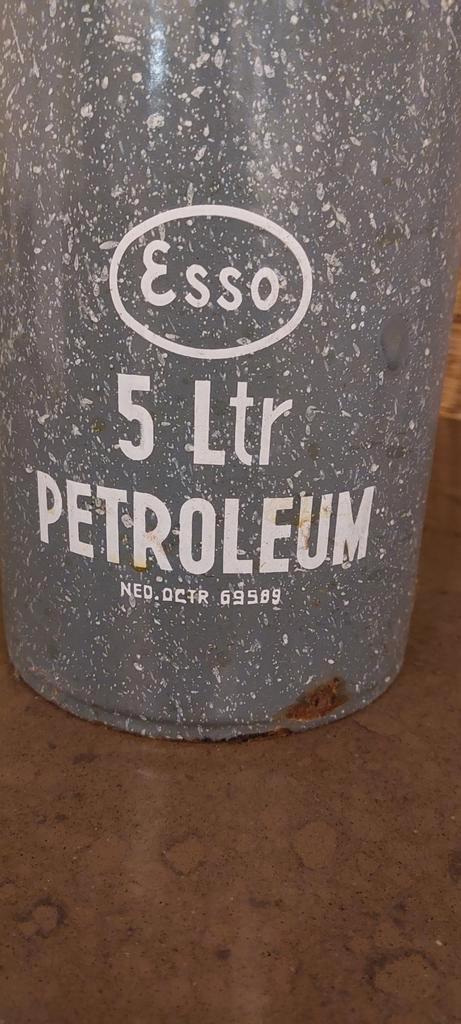 Esso
5 Ltr
PETROLEUM
NED. OCTR 69589